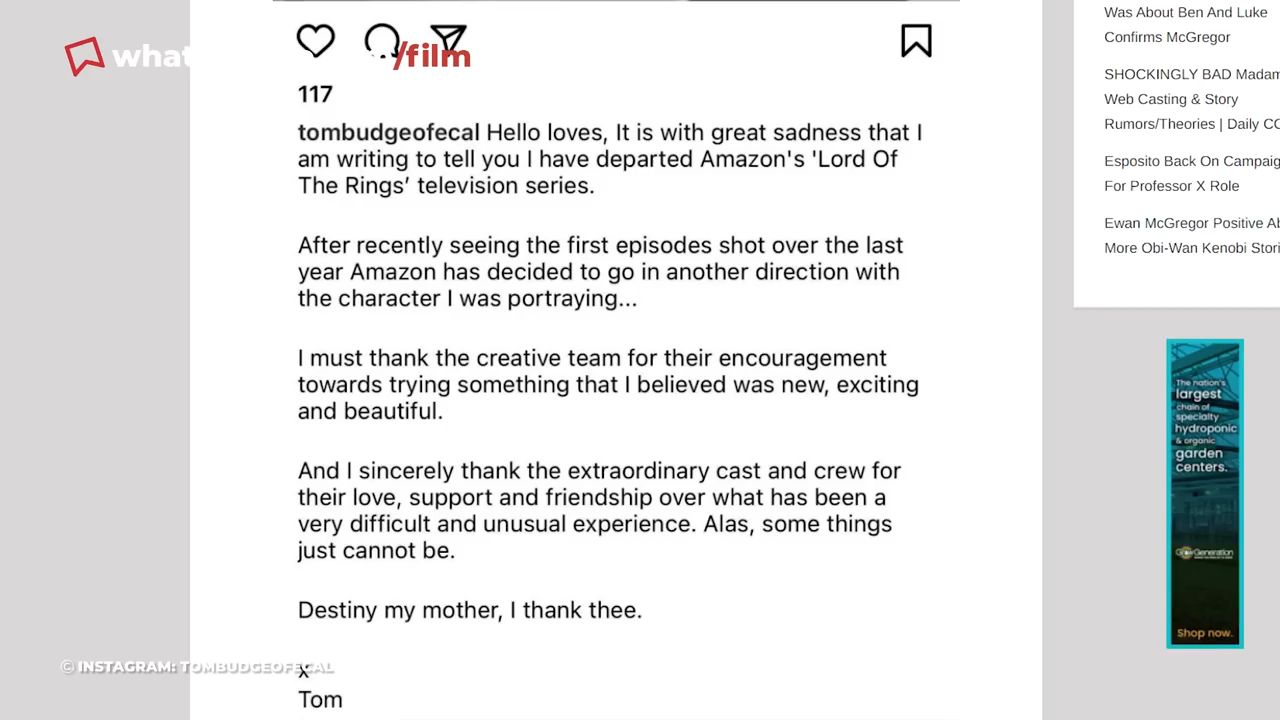 what
/film
117
tombudgeofecal Hello loves, It is with great sadness that I
am writing to tell you I have departed Amazon's 'Lord Of
The Rings’ television series.
After recently seeing the first episodes shot over the last
year Amazon has decided to go in another direction with
the character I was portraying...
I must thank the creative team for their encouragement
towards trying something that I believed was new, exciting
and beautiful.
And I sincerely thank the extraordinary cast and crew for
their love, support and friendship over what has been a
very difficult and unusual experience. Alas, some things
just cannot be.
Destiny my mother, I thank thee.
x
Tom
© INSTAGRAM: TOMBUDGEOFECAL
Was About Ben And Luke
Confirms McGregor
SHOCKINGLY BAD Madam
Web Casting & Story
Rumors/Theories | Daily CO
Esposito Back On Campaig
For Professor X Role
Ewan McGregor Positive Ab
More Obi-Wan Kenobi Stori
The nation's
largest
chain of
specialty
hydroponic
& organic
garden
centers.
GrowGeneration
Shop now.